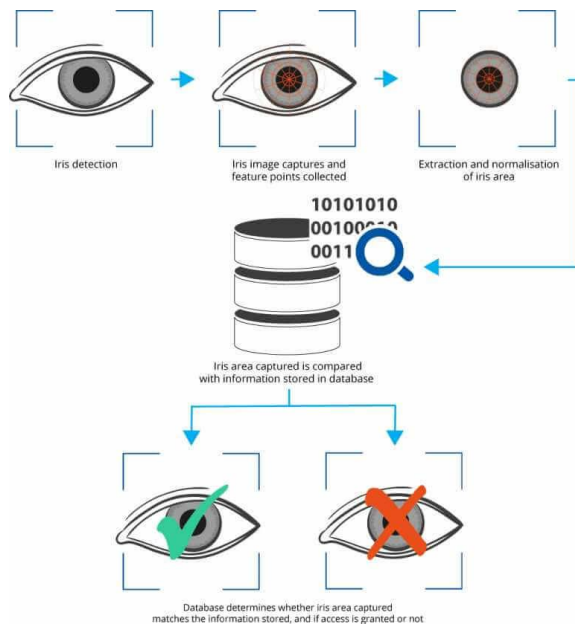 Iris detection
Iris image captures and
feature points collected
Extraction and normalisation
of iris area
10101010
0011
Iris area captured is compared
with information stored in database
Database determines whether iris area captured
matches the information stored, and if access is granted or not